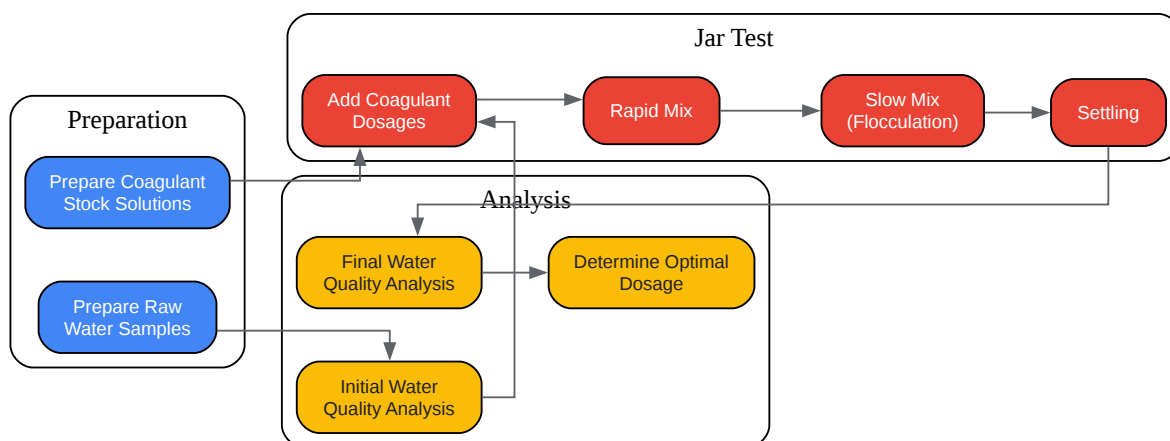 Jar Test
Add Coagulant
Dosages
Rapid Mix
Slow Mix
(Flocculation)
Settling
Preparation
Prepare Coagulant
Stock Solutions
Prepare Raw
Water Samples
Analysis
Final Water
Quality Analysis
Determine Optimal
Dosage
Initial Water
Quality Analysis